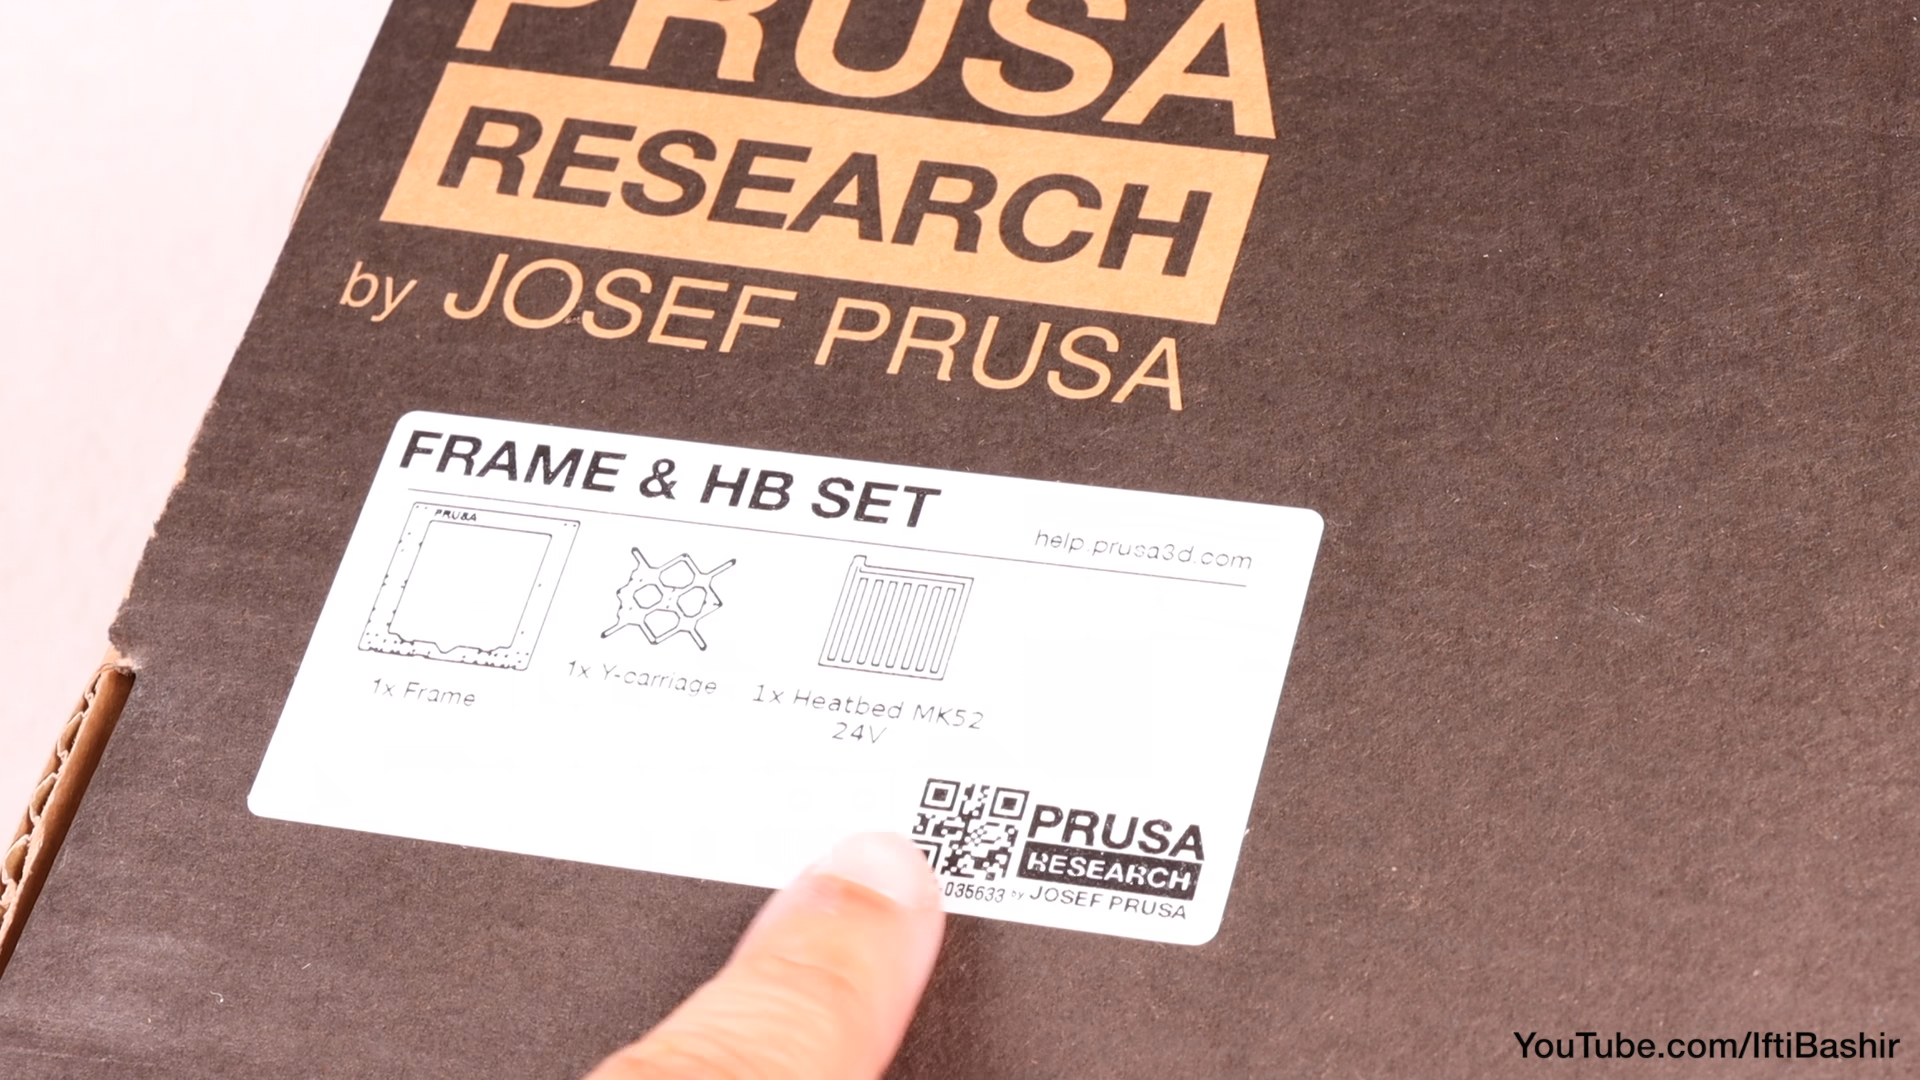 PRUSA
RESEARCH
by JOSEF PRUSA
FRAME & HB SET
help.prusa3d.com
PRUSA
1x Frame
1x Y-carriage
1x Heatbed MK52
24V
PRUSA
RESEARCH
-035633 by JOSEF PRUSA
YouTube.com/IftiBashir